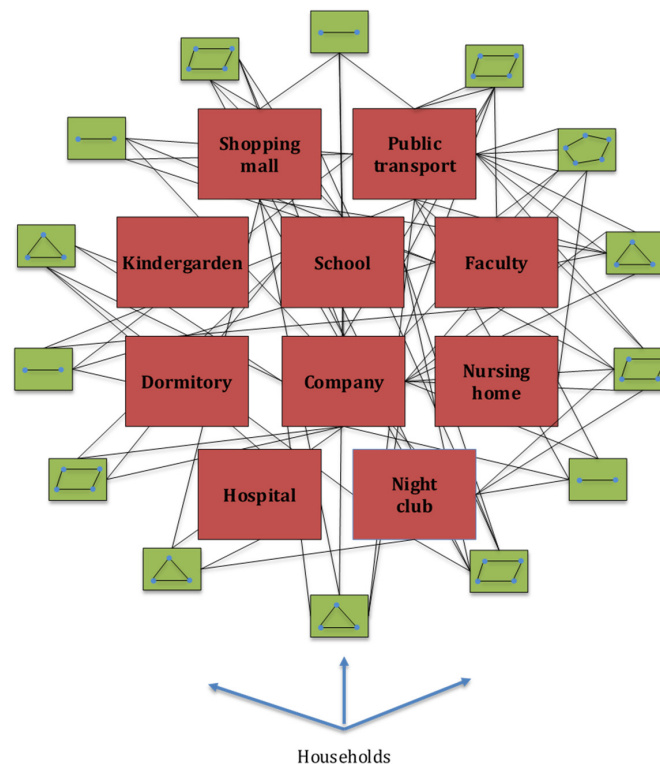 Shopping
mall
Public
transport
Kindergarden
School
Faculty
Dormitory
Company
Nursing
home
Hospital
Night
club
Households